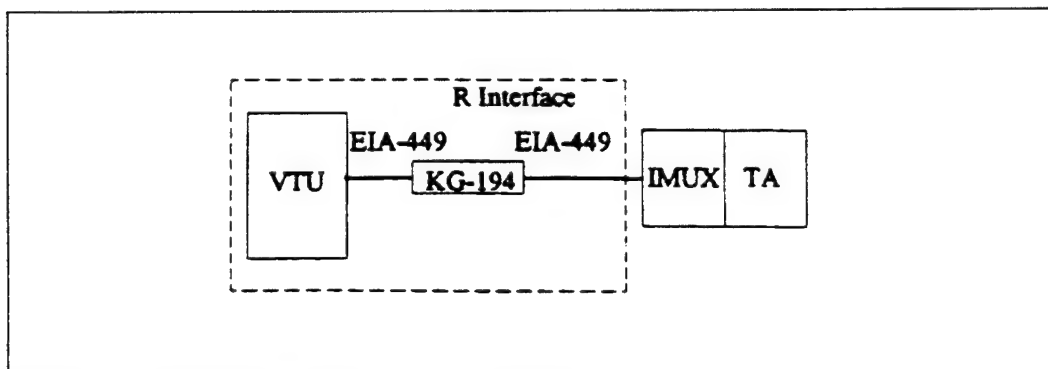 R Interface
EIA-449 EIA-449
VTU KG-194 IMUX TA